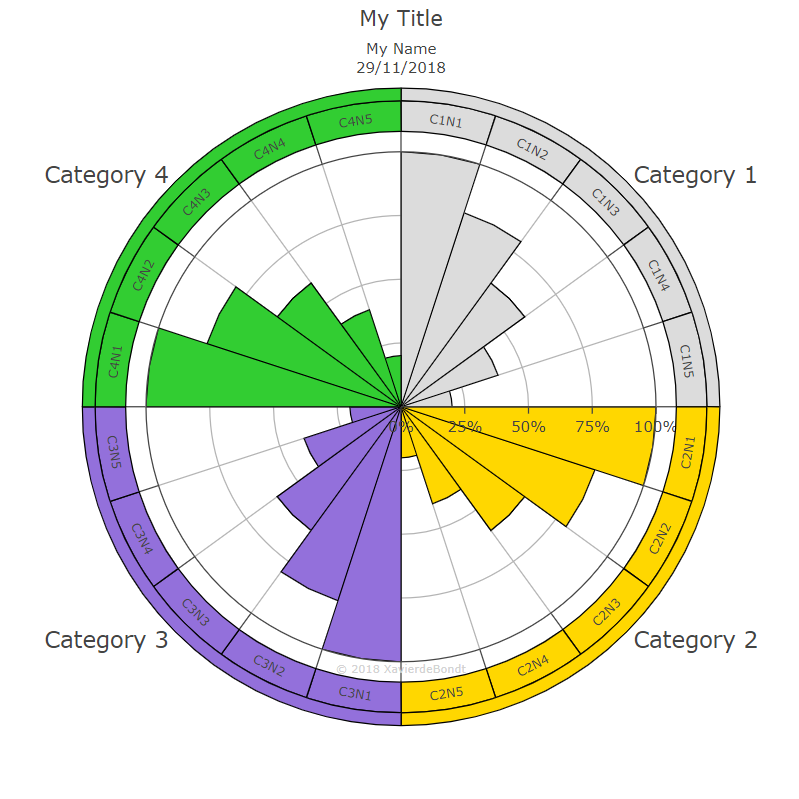 My Title
My Name
29/11/2018
Category 4
Category 1
C4N5
C1N1
C4N4
C1N2
C4N3
C1N3
C4N2
C1N4
C4N1
C1N5
0%
25%
50%
75%
100%
C3N5
C2N1
C3N4
C2N2
C3N3
C2N3
Category 3
Category 2
C3N2
C2N4
© 2018 XavierdeBondt
C3N1
C2N5